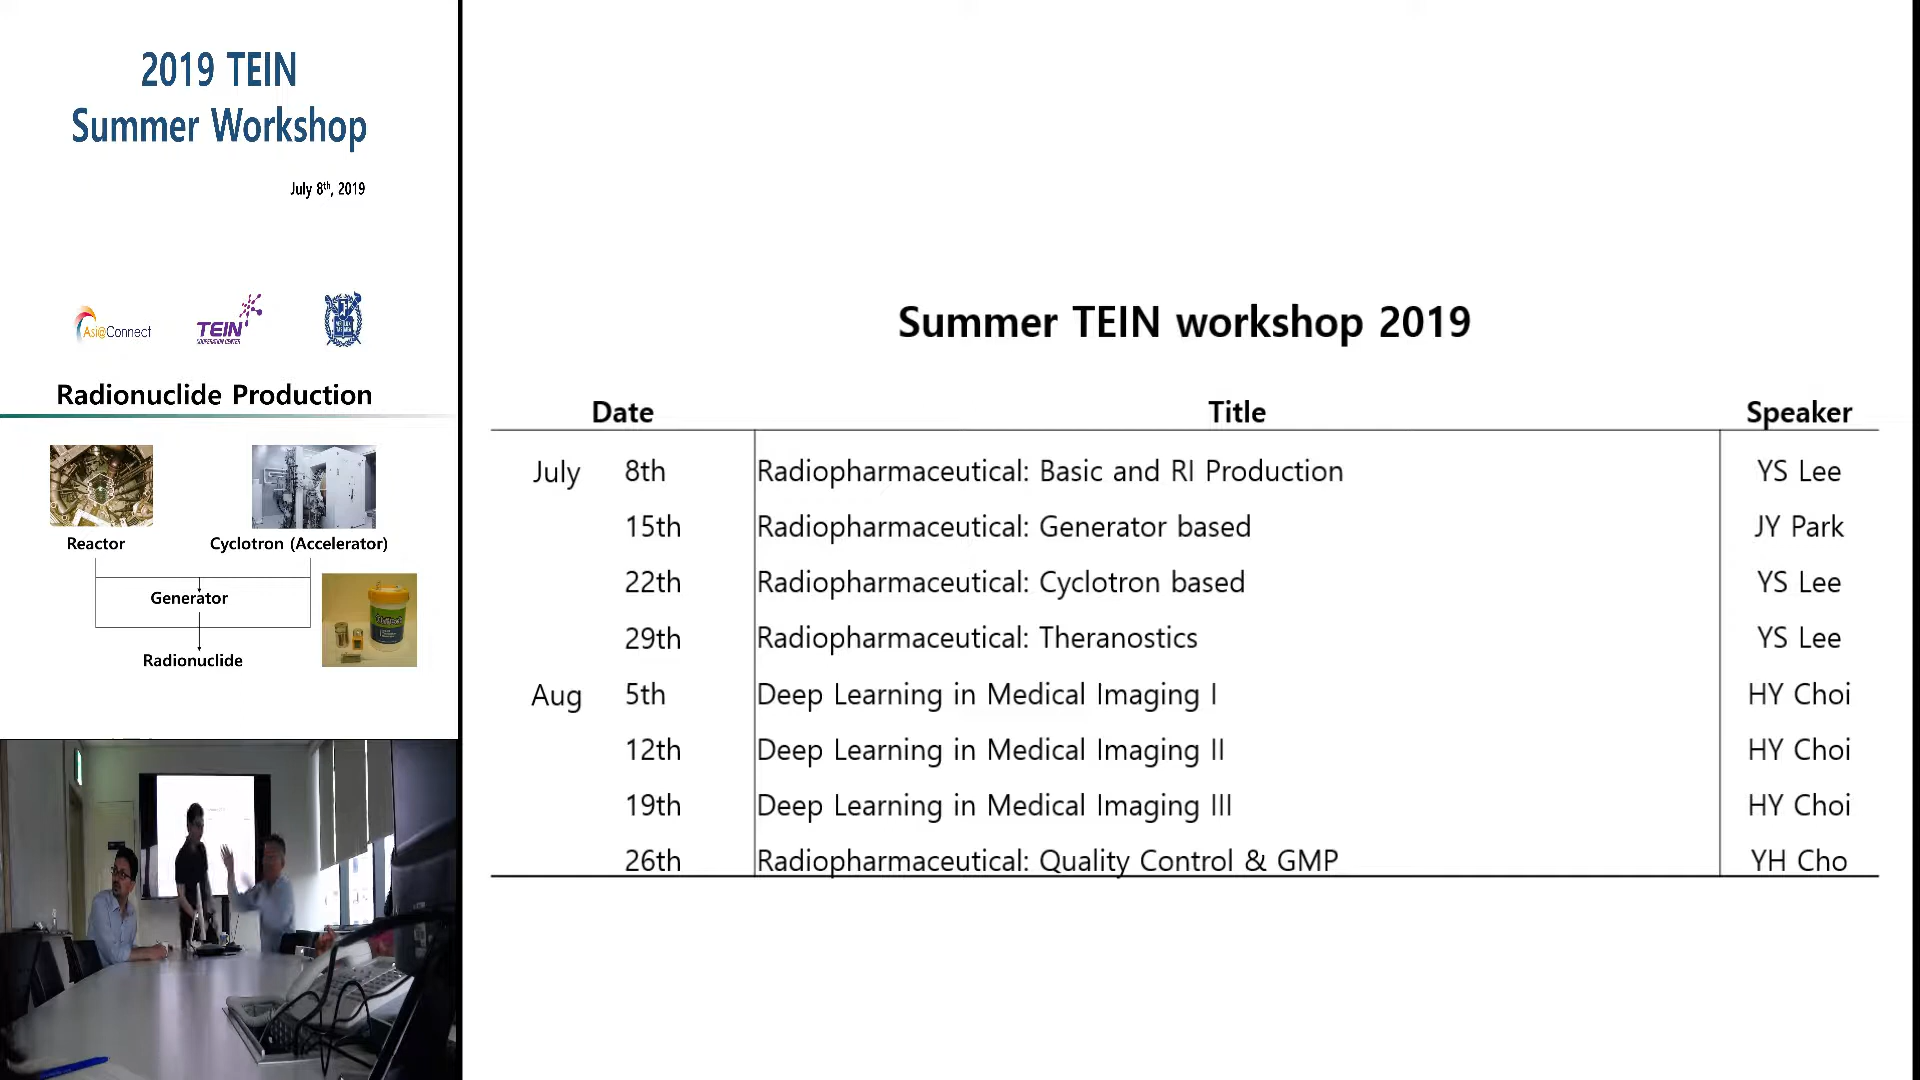 2019 TEIN
Summer Workshop
July 8th, 2019
Asi@Connect
TEIN
COOPERATION CENTER
Radionuclide Production
Reactor
Cyclotron (Accelerator)
Generator
Radionuclide
Summer TEIN workshop 2019
Date Title Speaker
July 8th Radiopharmaceutical: Basic and RI Production YS Lee
15th Radiopharmaceutical: Generator based JY Park
22th Radiopharmaceutical: Cyclotron based YS Lee
29th Radiopharmaceutical: Theranostics YS Lee
Aug 5th Deep Learning in Medical Imaging I HY Choi
12th Deep Learning in Medical Imaging II HY Choi
19th Deep Learning in Medical Imaging III HY Choi
26th Radiopharmaceutical: Quality Control & GMP YH Cho